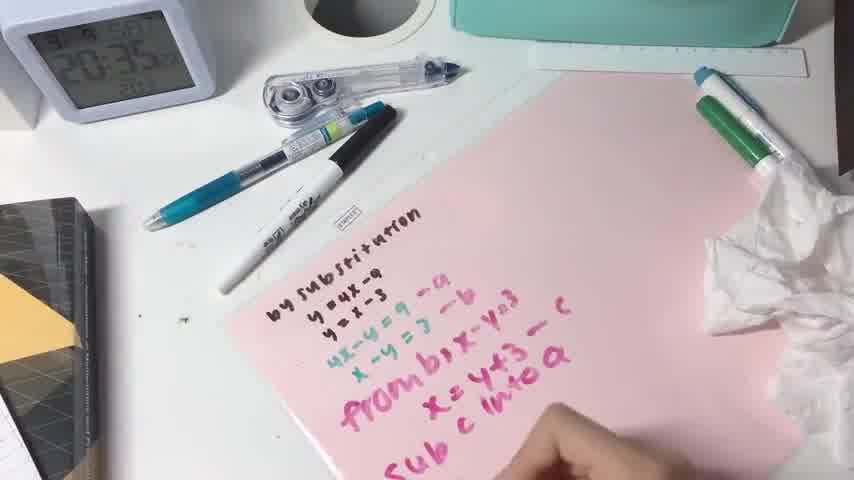 20:35
by substitution
y = 4x - 9
y = x - 3
4x - y = 9 - a
x - y = 3 - b
from b, x - y = 3
x = y + 3 - c
sub c into a